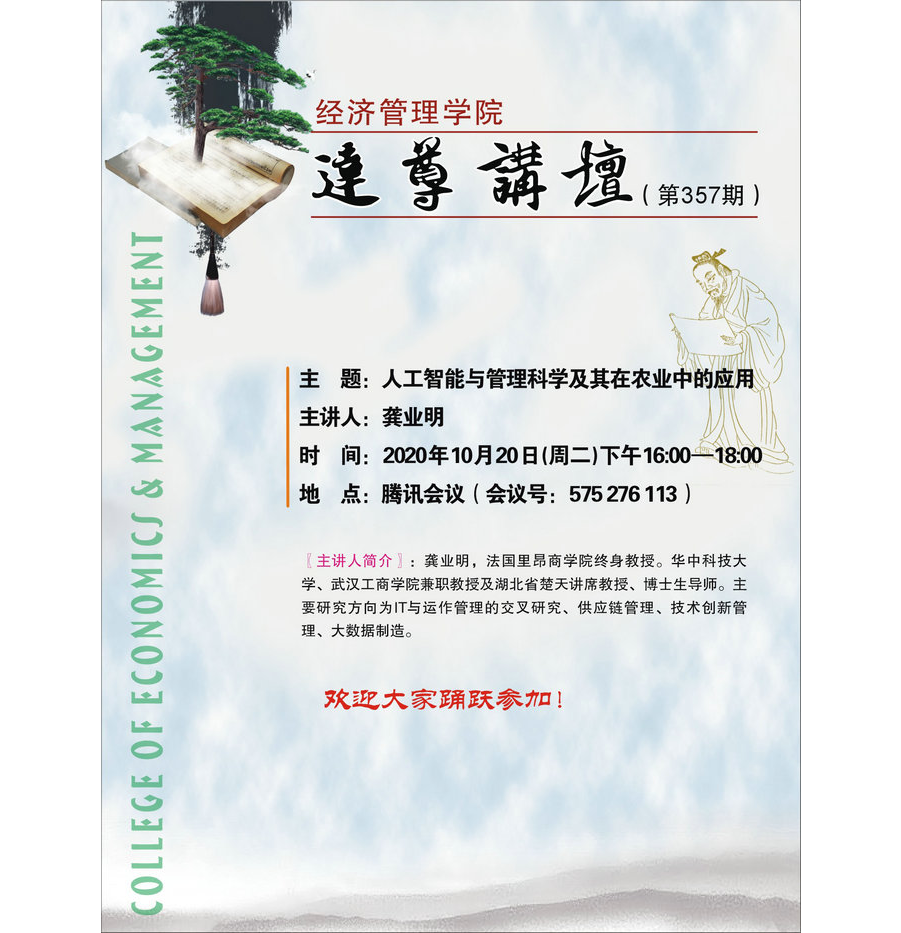 经济管理学院
達尊講壇（第357期）
COLLEGE OF ECONOMICS & MANAGEMENT
主　题：人工智能与管理科学及其在农业中的应用
主讲人：龚业明
时　间：2020年10月20日(周二)下午16:00—18:00
地　点：腾讯会议（会议号：575 276 113）
〖主讲人简介〗：龚业明，法国里昂商学院终身教授。华中科技大
学、武汉工商学院兼职教授及湖北省楚天讲席教授、博士生导师。主
要研究方向为IT与运作管理的交叉研究、供应链管理、技术创新管
理、大数据制造。
欢迎大家踊跃参加！